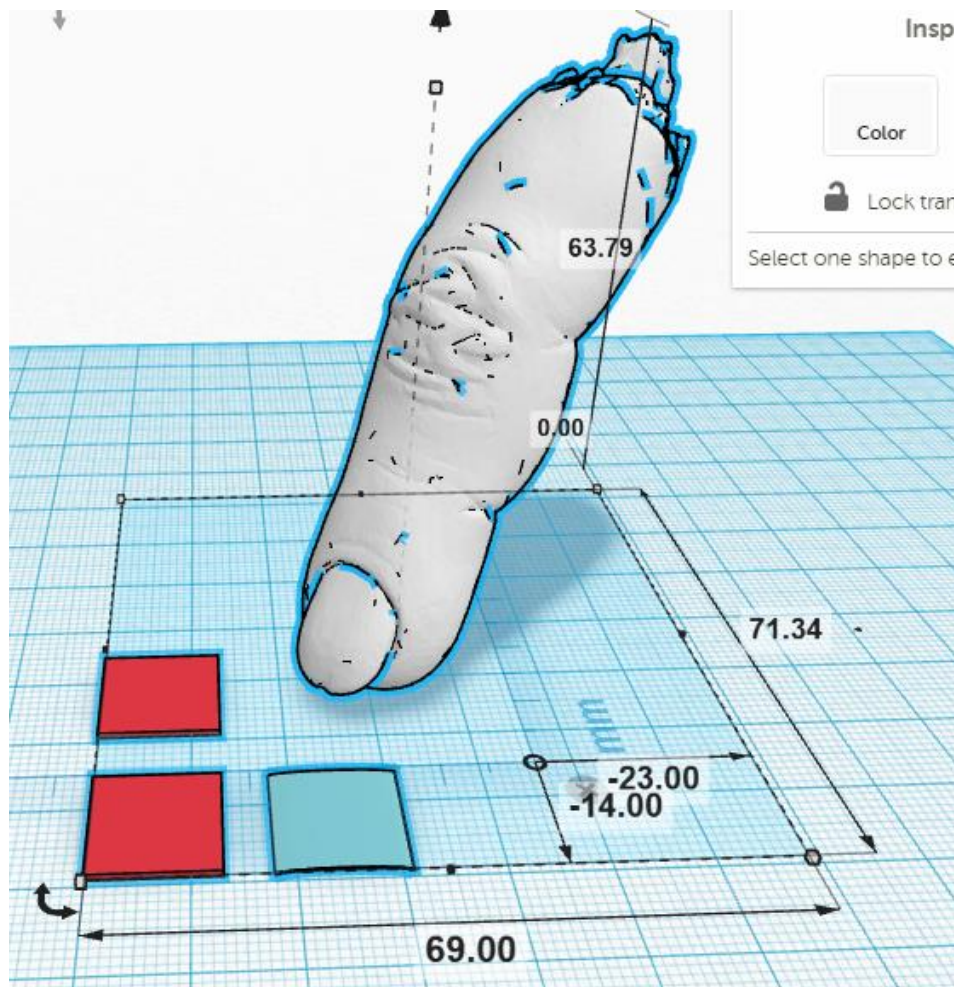 Insp
Color
Lock tran
Select one shape to e
63.79
0.00
71.34
mm
-23.00
-14.00
69.00